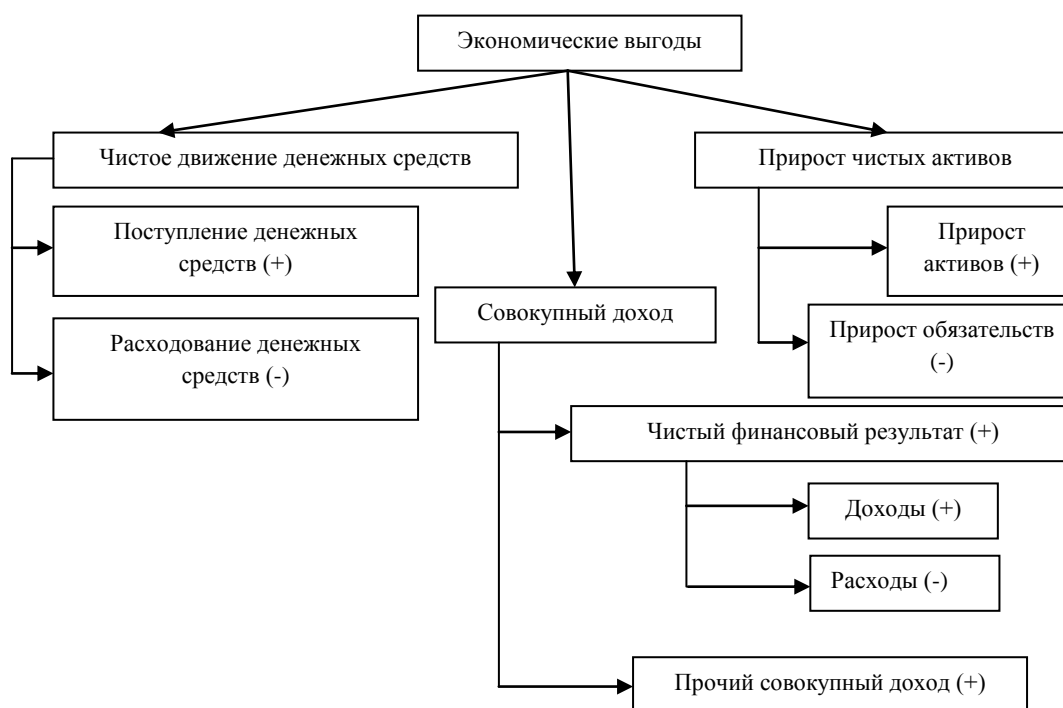 Экономические выгоды
Чистое движение денежных средств
Прирост чистых активов
Поступление денежных
средств (+)
Прирост
активов (+)
Совокупный доход
Расходование денежных
средств (-)
Прирост обязательств
(-)
Чистый финансовый результат (+)
Доходы (+)
Расходы (-)
Прочий совокупный доход (+)